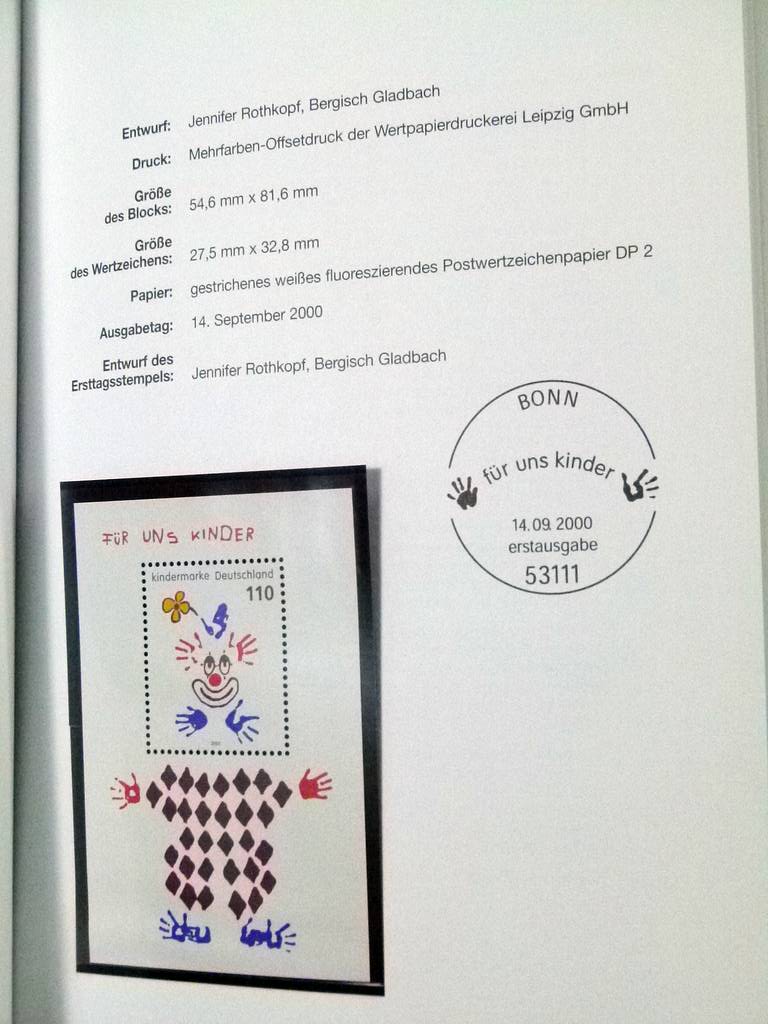 Entwurf: Jennifer Rothkopf, Bergisch Gladbach
Druck: Mehrfarben-Offsetdruck der Wertpapierdruckerei Leipzig GmbH
Größe
des Blocks: 54,6 mm x 81,6 mm
Größe
des Wertzeichens: 27,5 mm x 32,8 mm
Papier: gestrichenes weißes fluoreszierendes Postwertzeichenpapier DP 2
Ausgabetag: 14. September 2000
Entwurf des
Ersttagsstempels: Jennifer Rothkopf, Bergisch Gladbach
BONN
für uns kinder
14.09.2000
erstausgabe
53111
FÜR UNS KINDER
kindermarke Deutschland
110